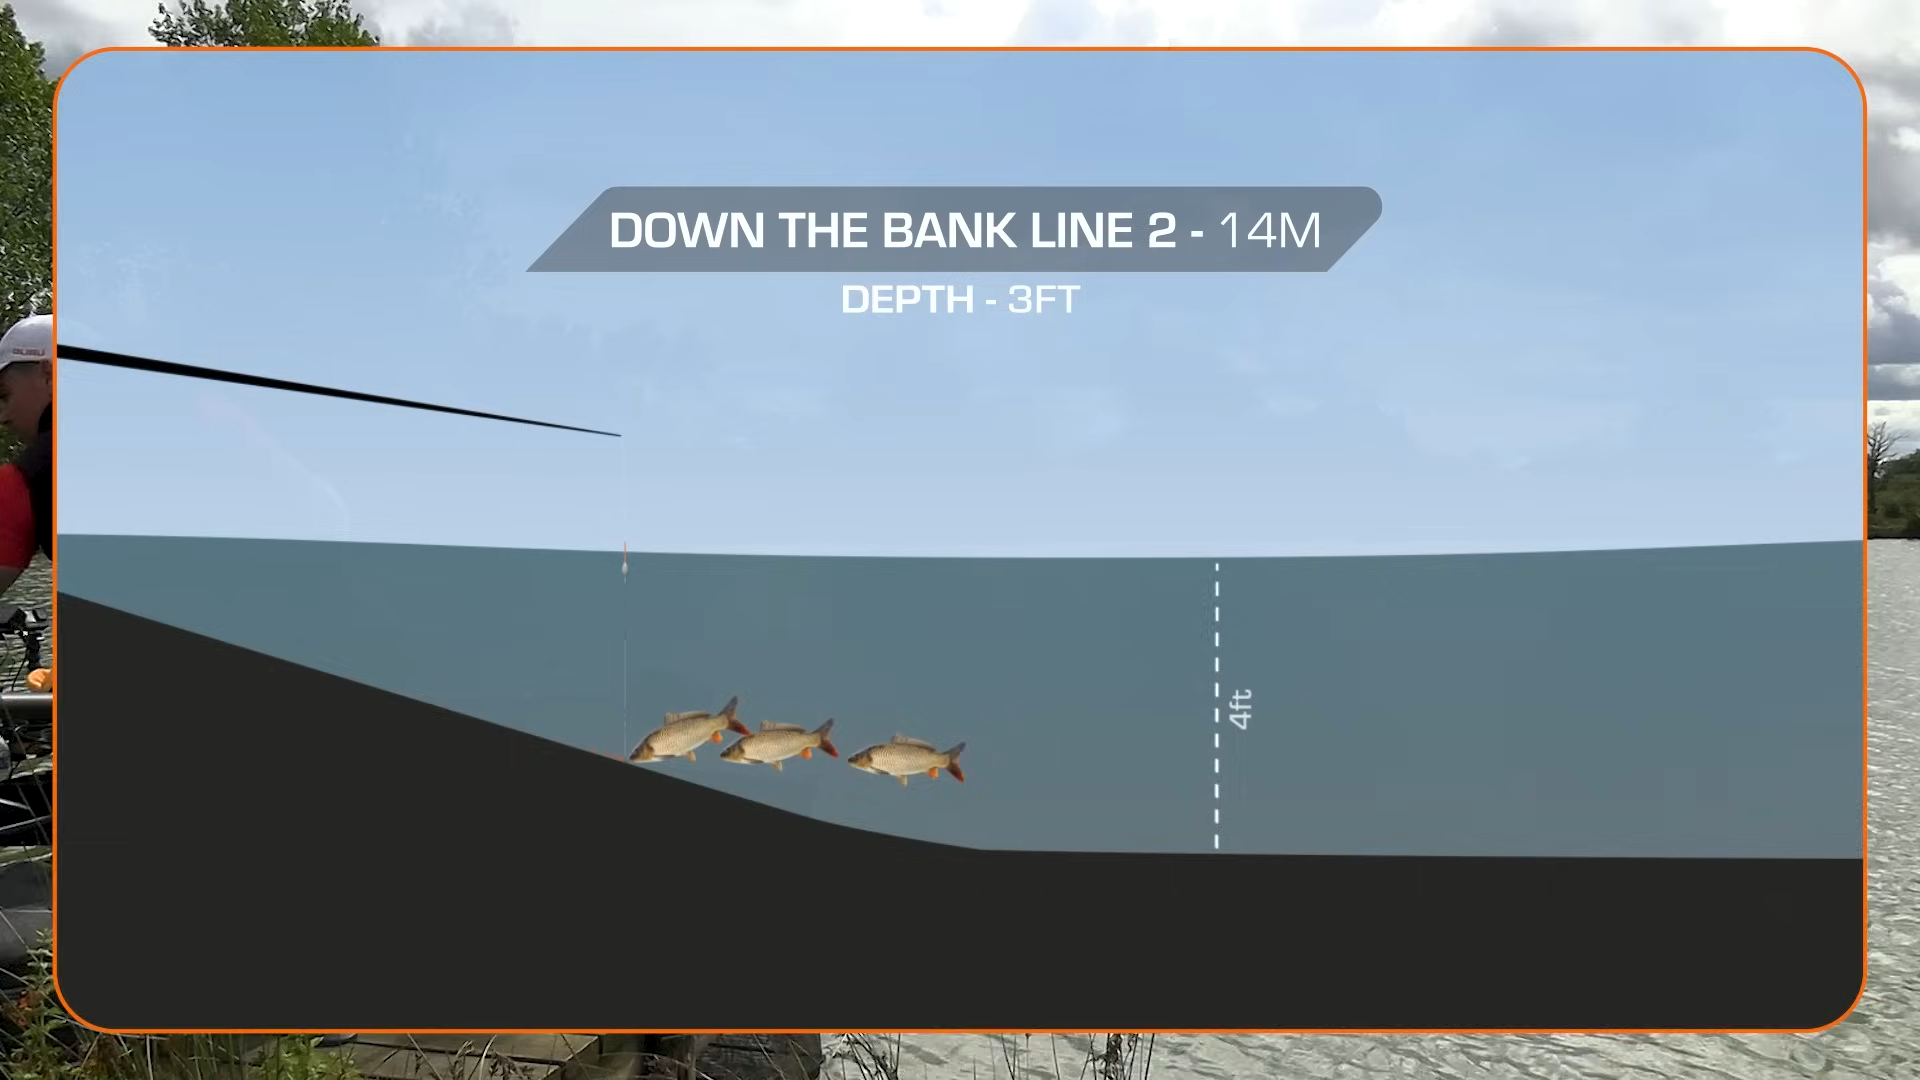 DOWN THE BANK LINE 2 - 14M
DEPTH - 3FT
4ft